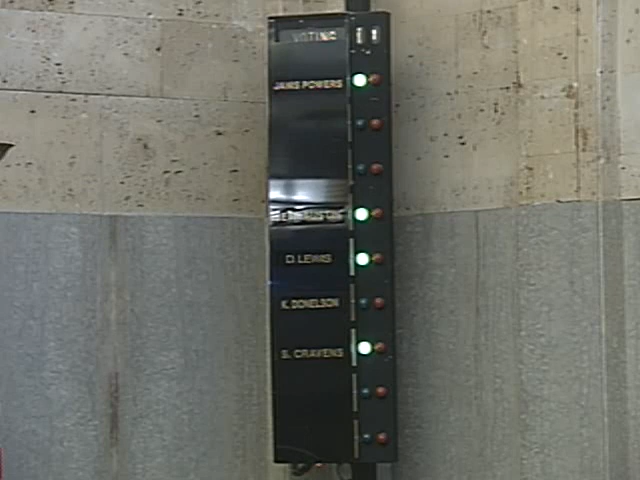 VOTING
JANIS POWERS
D. LEWIS
K. DONELSON
S. CRAVENS